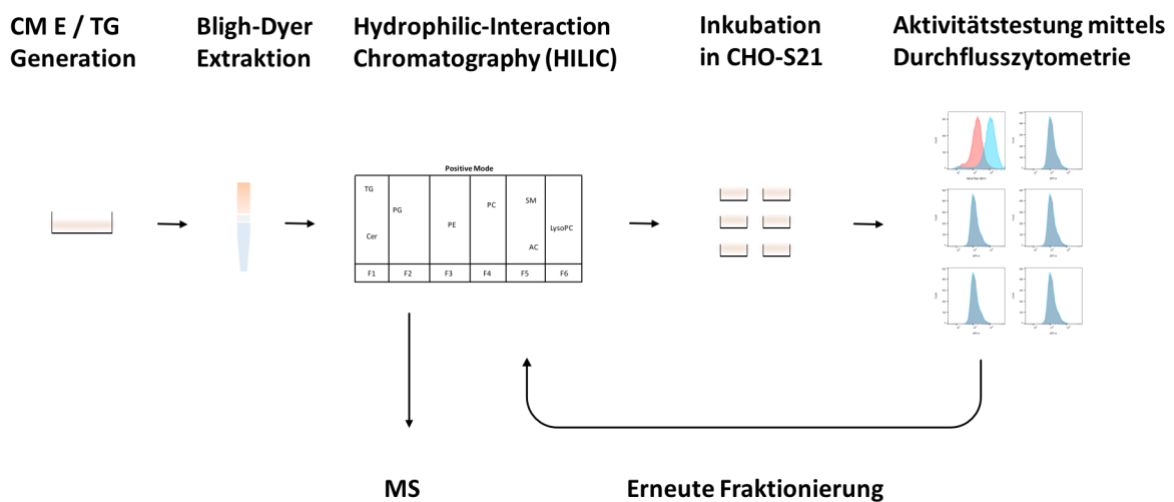 CM E / TG
Generation
Bligh-Dyer
Extraktion
Hydrophilic-Interaction
Chromatography (HILIC)
Inkubation
in CHO-S21
Aktivitätstestung mittels
Durchflusszytometrie
Positive Mode
TG
Cer
PG
PE
PC
SM
AC
LysoPC
F1
F2
F3
F4
F5
F6
MS
Erneute Fraktionierung